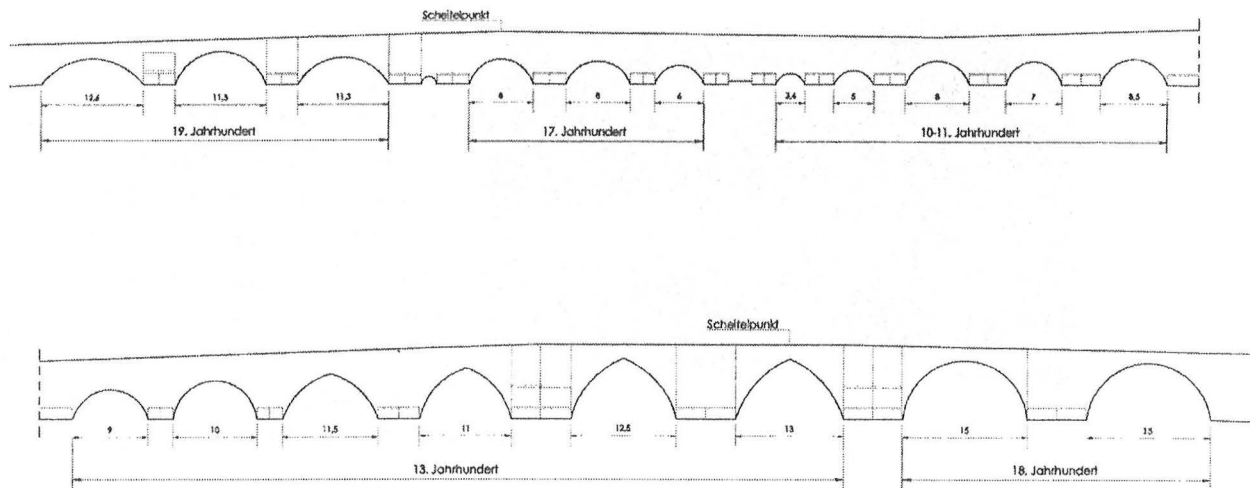 Scheitelpunkt
12,6 11,3 11,3 8 8 6 3,6 5 8 7 8,5
19. Jahrhundert 17. Jahrhundert 10-11. Jahrhundert
Scheitelpunkt
9 10 11,5 11 12,5 13 15 15
13. Jahrhundert 18. Jahrhundert